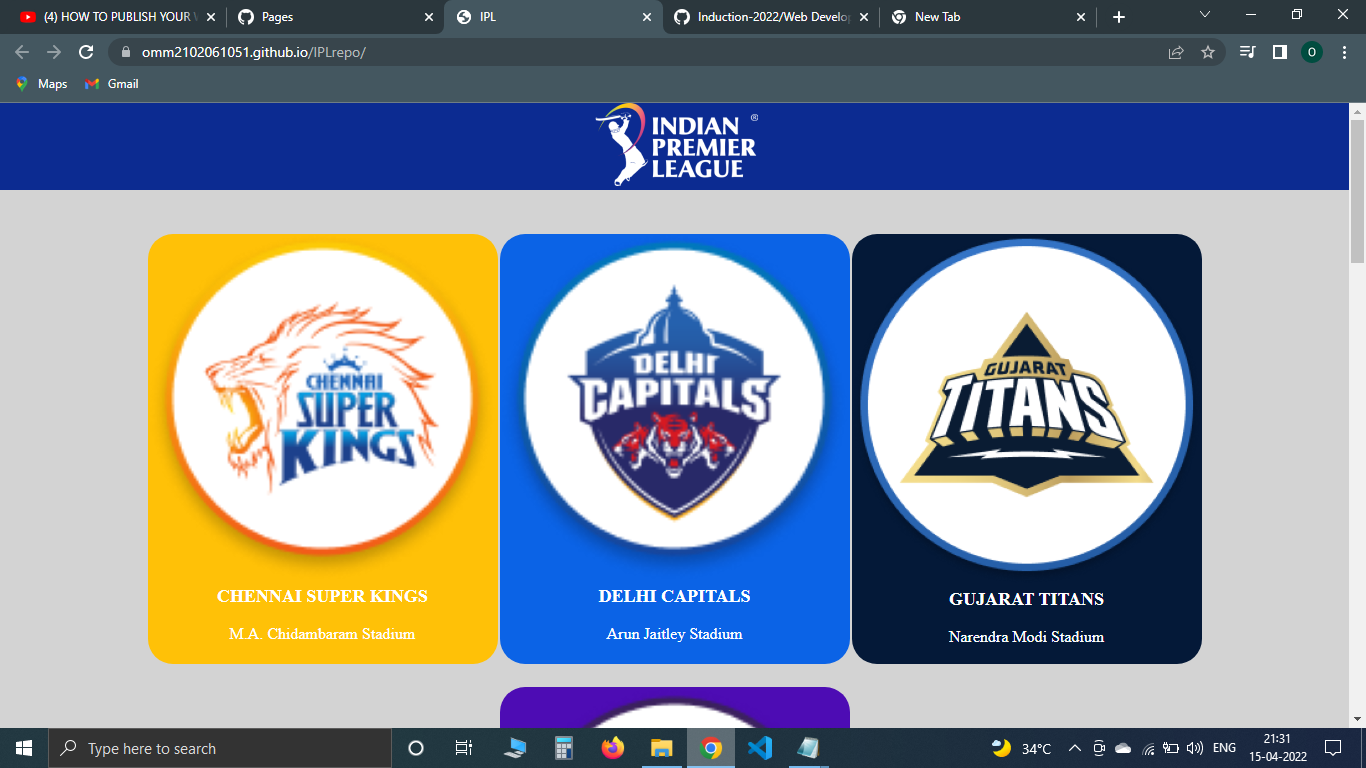 (4) HOW TO PUBLISH YOUR
Pages
IPL
Induction-2022/Web Develo
New Tab
omm2102061051.github.io/IPLrepo/
O
Maps
Gmail
INDIAN ®
PREMIER
LEAGUE
CHENNAI
SUPER
KINGS
DELHI
CAPITALS
GUJARAT
TITANS
CHENNAI SUPER KINGS
DELHI CAPITALS
GUJARAT TITANS
M.A. Chidambaram Stadium
Arun Jaitley Stadium
Narendra Modi Stadium
Type here to search
34°C
ENG
21:31
15-04-2022